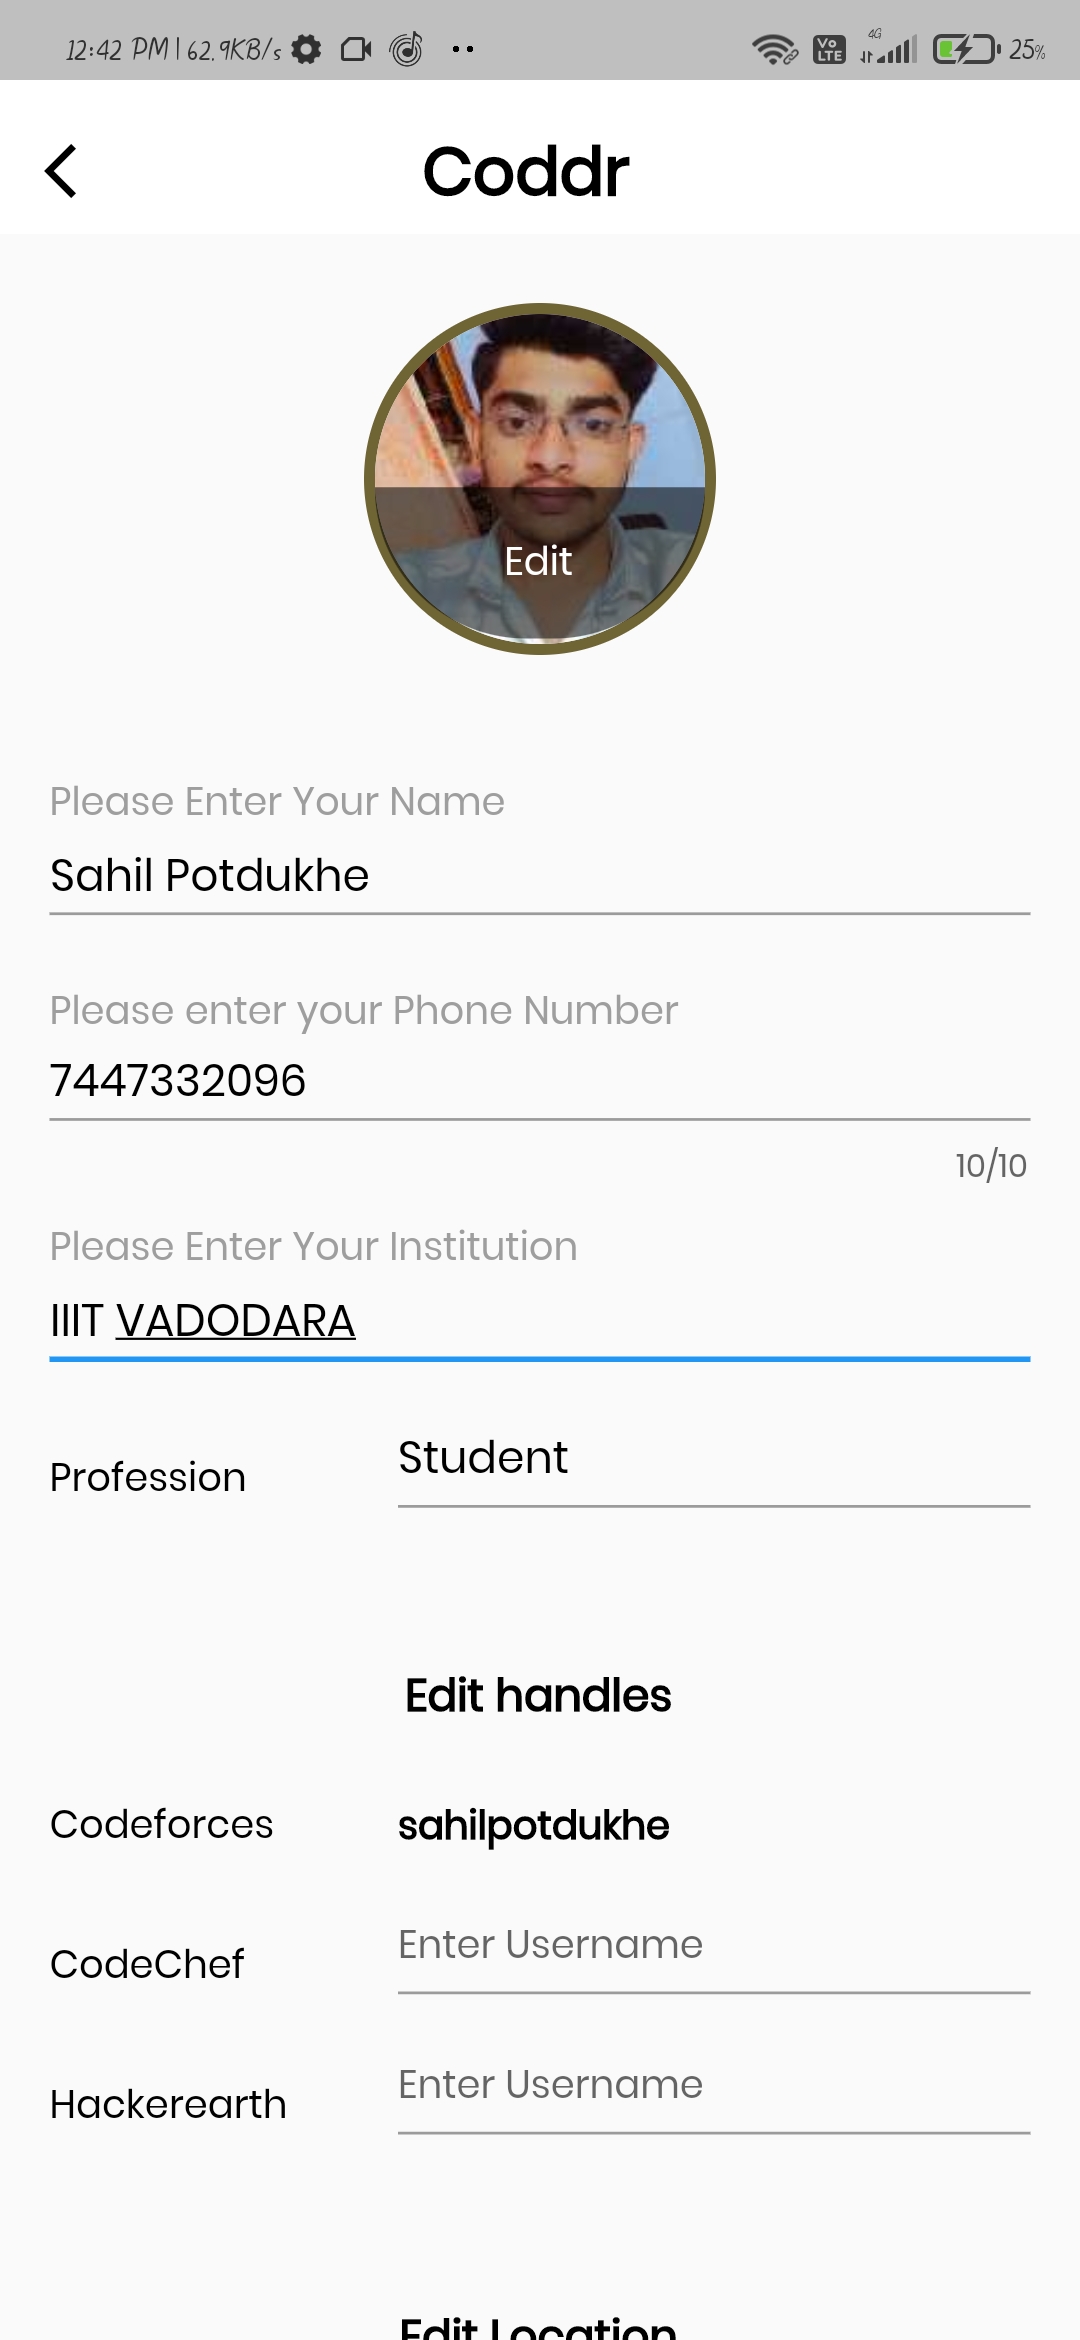 12:42 PM | 62.9KB/s
Vo LTE 4G 25%
Coddr
Edit
Please Enter Your Name
Sahil Potdukhe
Please enter your Phone Number
7447332096
10/10
Please Enter Your Institution
IIIT VADODARA
Profession Student
Edit handles
Codeforces sahilpotdukhe
CodeChef Enter Username
Hackerearth Enter Username
Edit Location